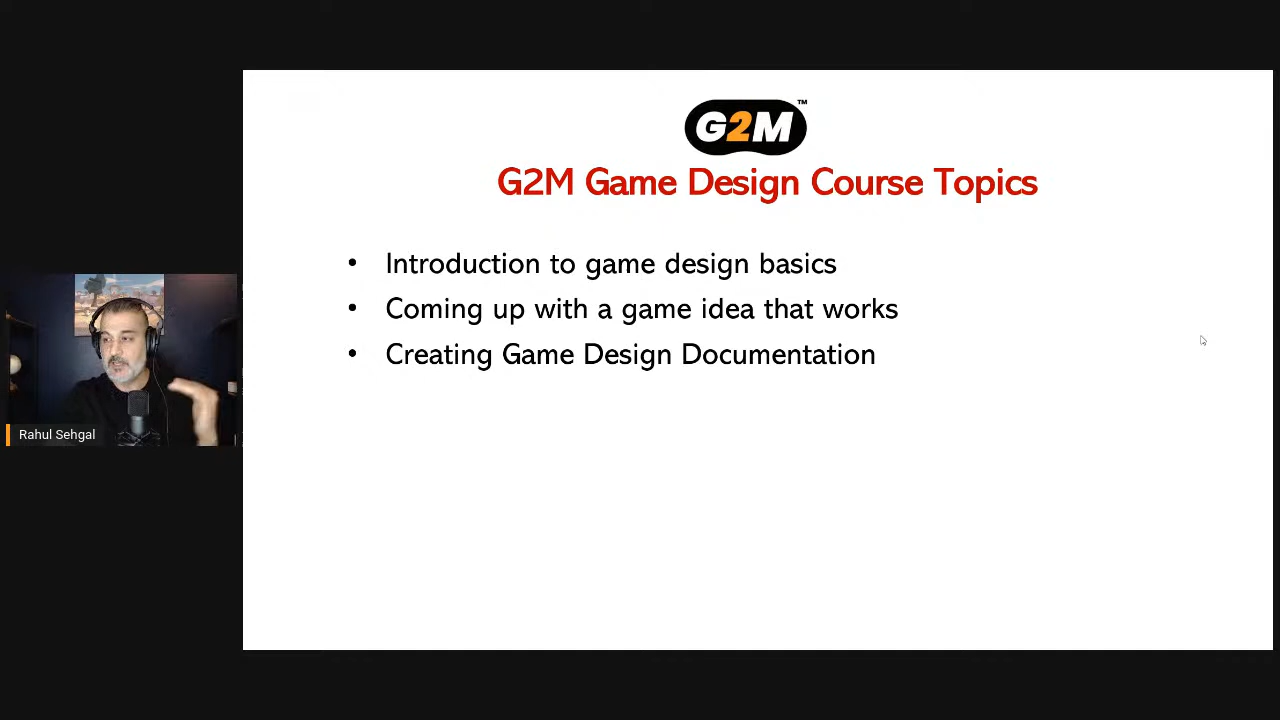 G2M™
G2M Game Design Course Topics
• Introduction to game design basics
• Coming up with a game idea that works
• Creating Game Design Documentation
Rahul Sehgal